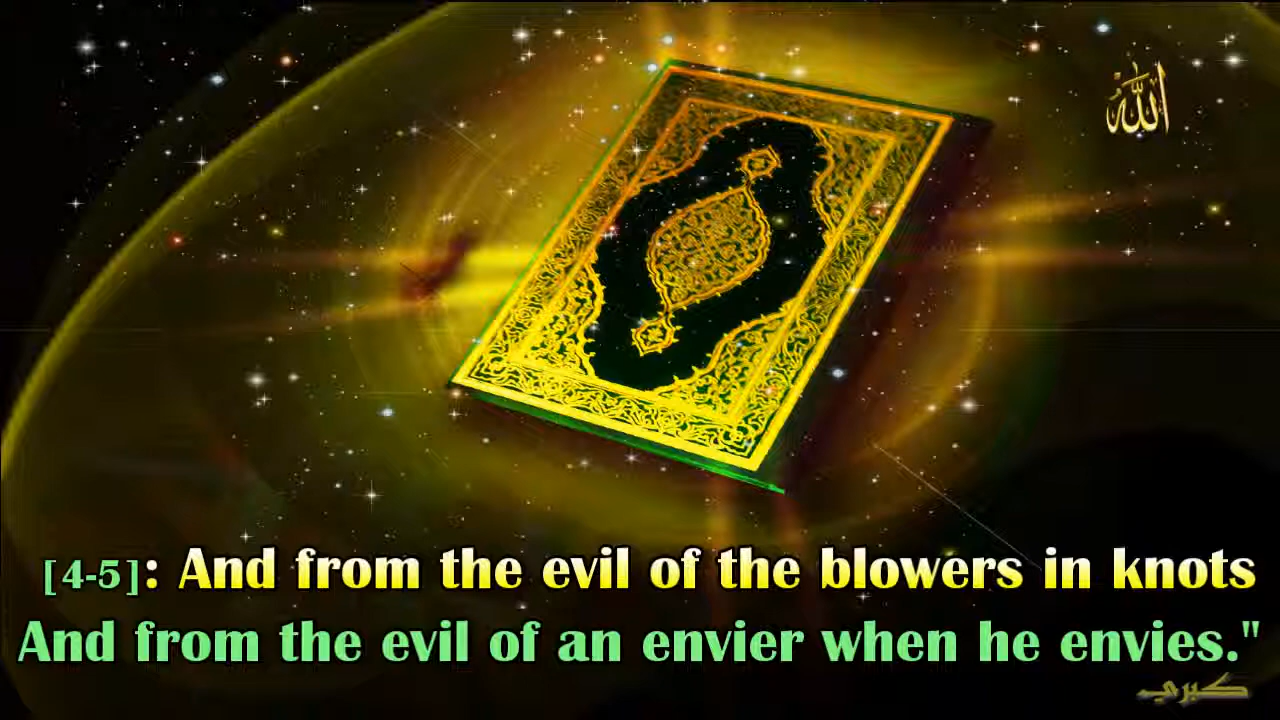 الله
[4-5]: And from the evil of the blowers in knots
And from the evil of an envier when he envies."
كبري